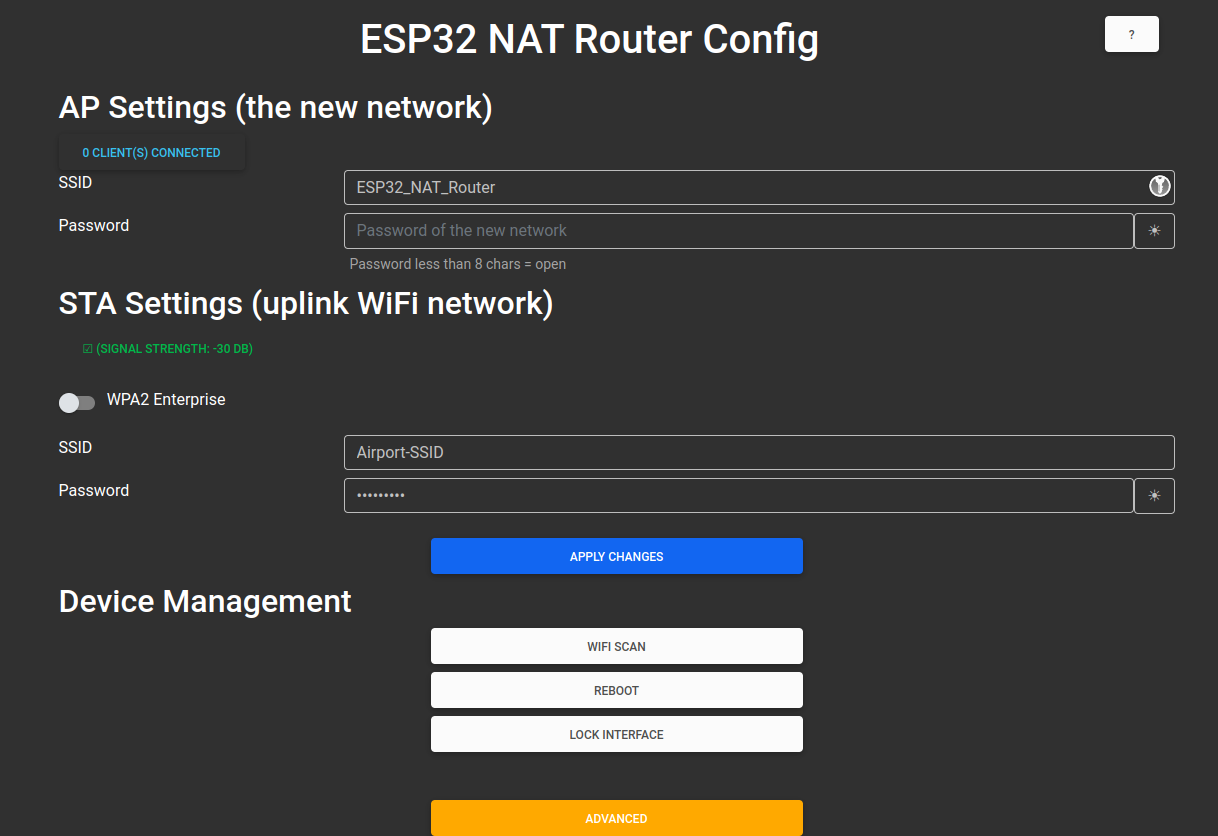 ESP32 NAT Router Config
?
AP Settings (the new network)
0 CLIENT(S) CONNECTED
SSID
ESP32_NAT_Router
Password
Password of the new network
Password less than 8 chars = open
STA Settings (uplink WiFi network)
☑ (SIGNAL STRENGTH: -30 DB)
WPA2 Enterprise
SSID
Airport-SSID
Password
•••••••••
APPLY CHANGES
Device Management
WIFI SCAN
REBOOT
LOCK INTERFACE
ADVANCED